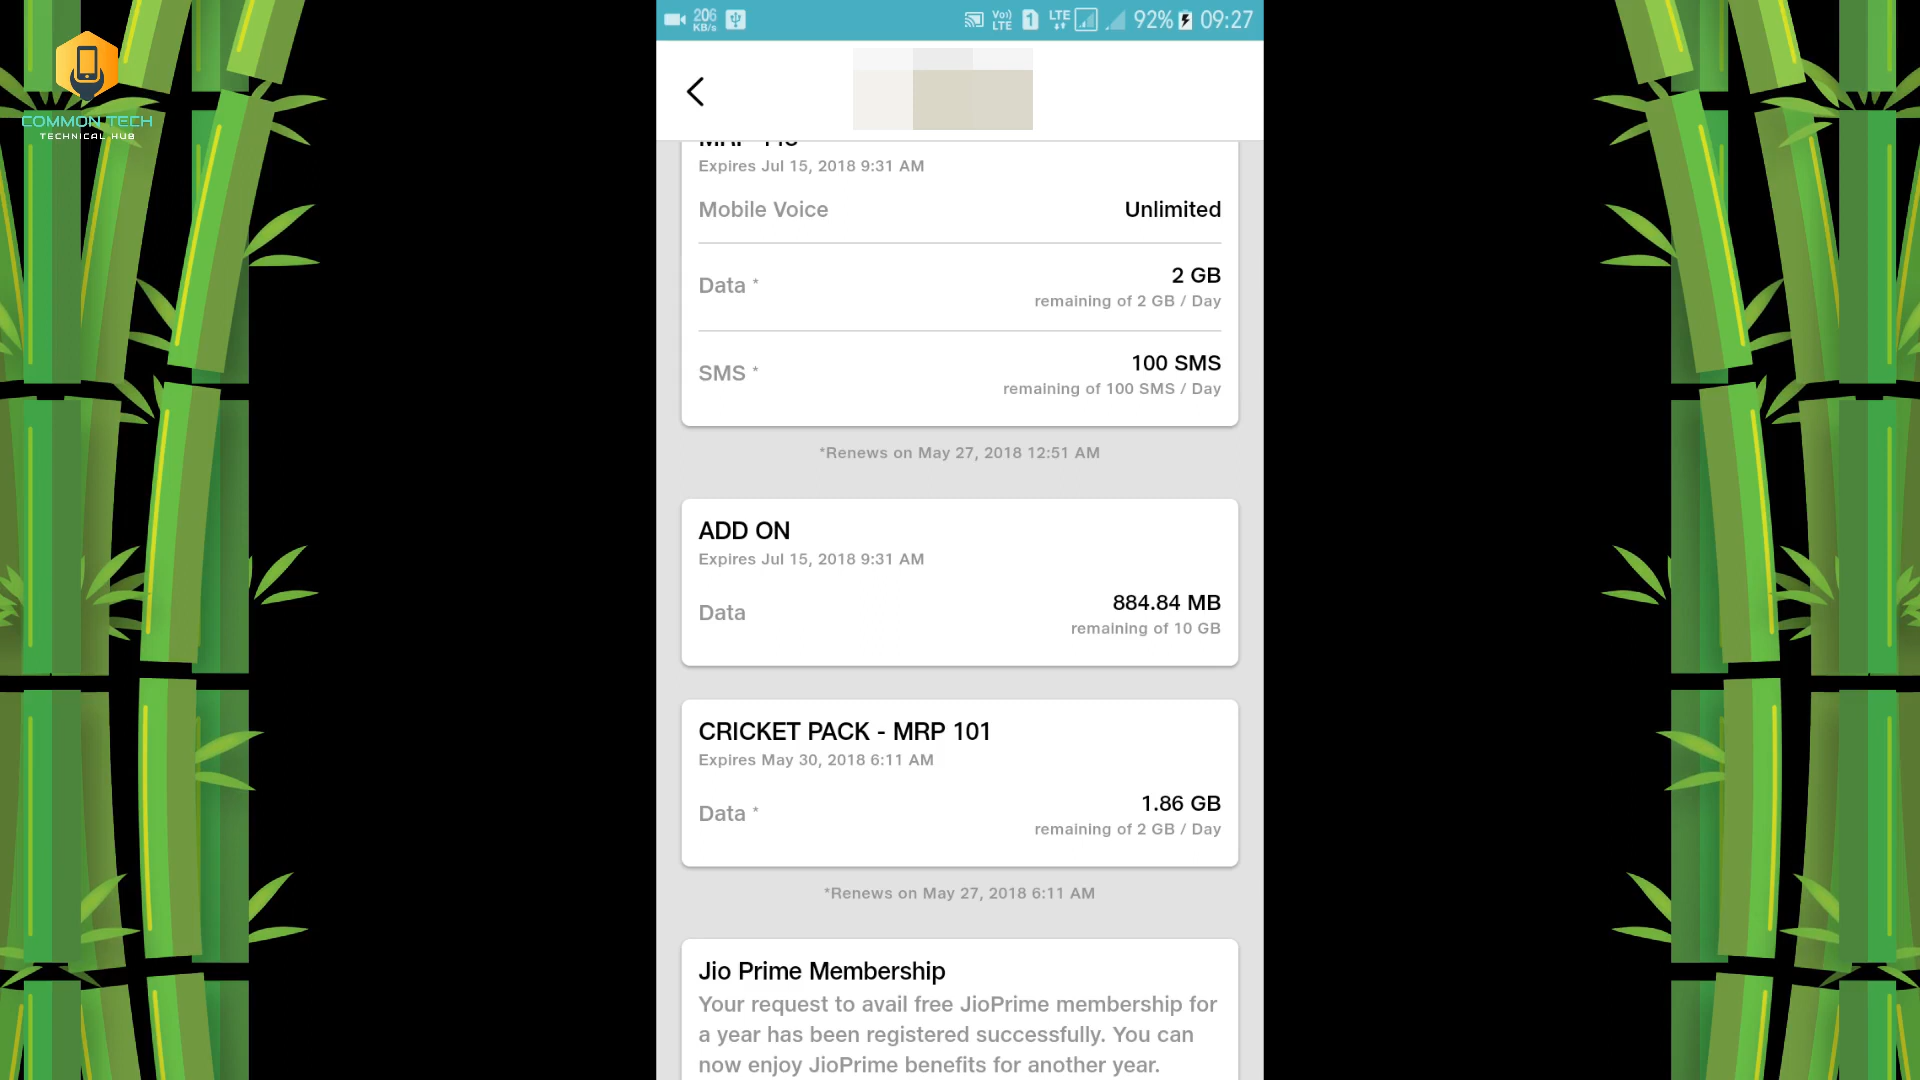 206
KB/s
Vo))
LTE
1
LTE
92%
09:27
COMMON TECH
TECHNICAL HUB
Expires Jul 15, 2018 9:31 AM
Mobile Voice
Unlimited
Data *
2 GB
remaining of 2 GB / Day
SMS *
100 SMS
remaining of 100 SMS / Day
*Renews on May 27, 2018 12:51 AM
ADD ON
Expires Jul 15, 2018 9:31 AM
Data
884.84 MB
remaining of 10 GB
CRICKET PACK - MRP 101
Expires May 30, 2018 6:11 AM
Data *
1.86 GB
remaining of 2 GB / Day
*Renews on May 27, 2018 6:11 AM
Jio Prime Membership
Your request to avail free JioPrime membership for
a year has been registered successfully. You can
now enjoy JioPrime benefits for another year.